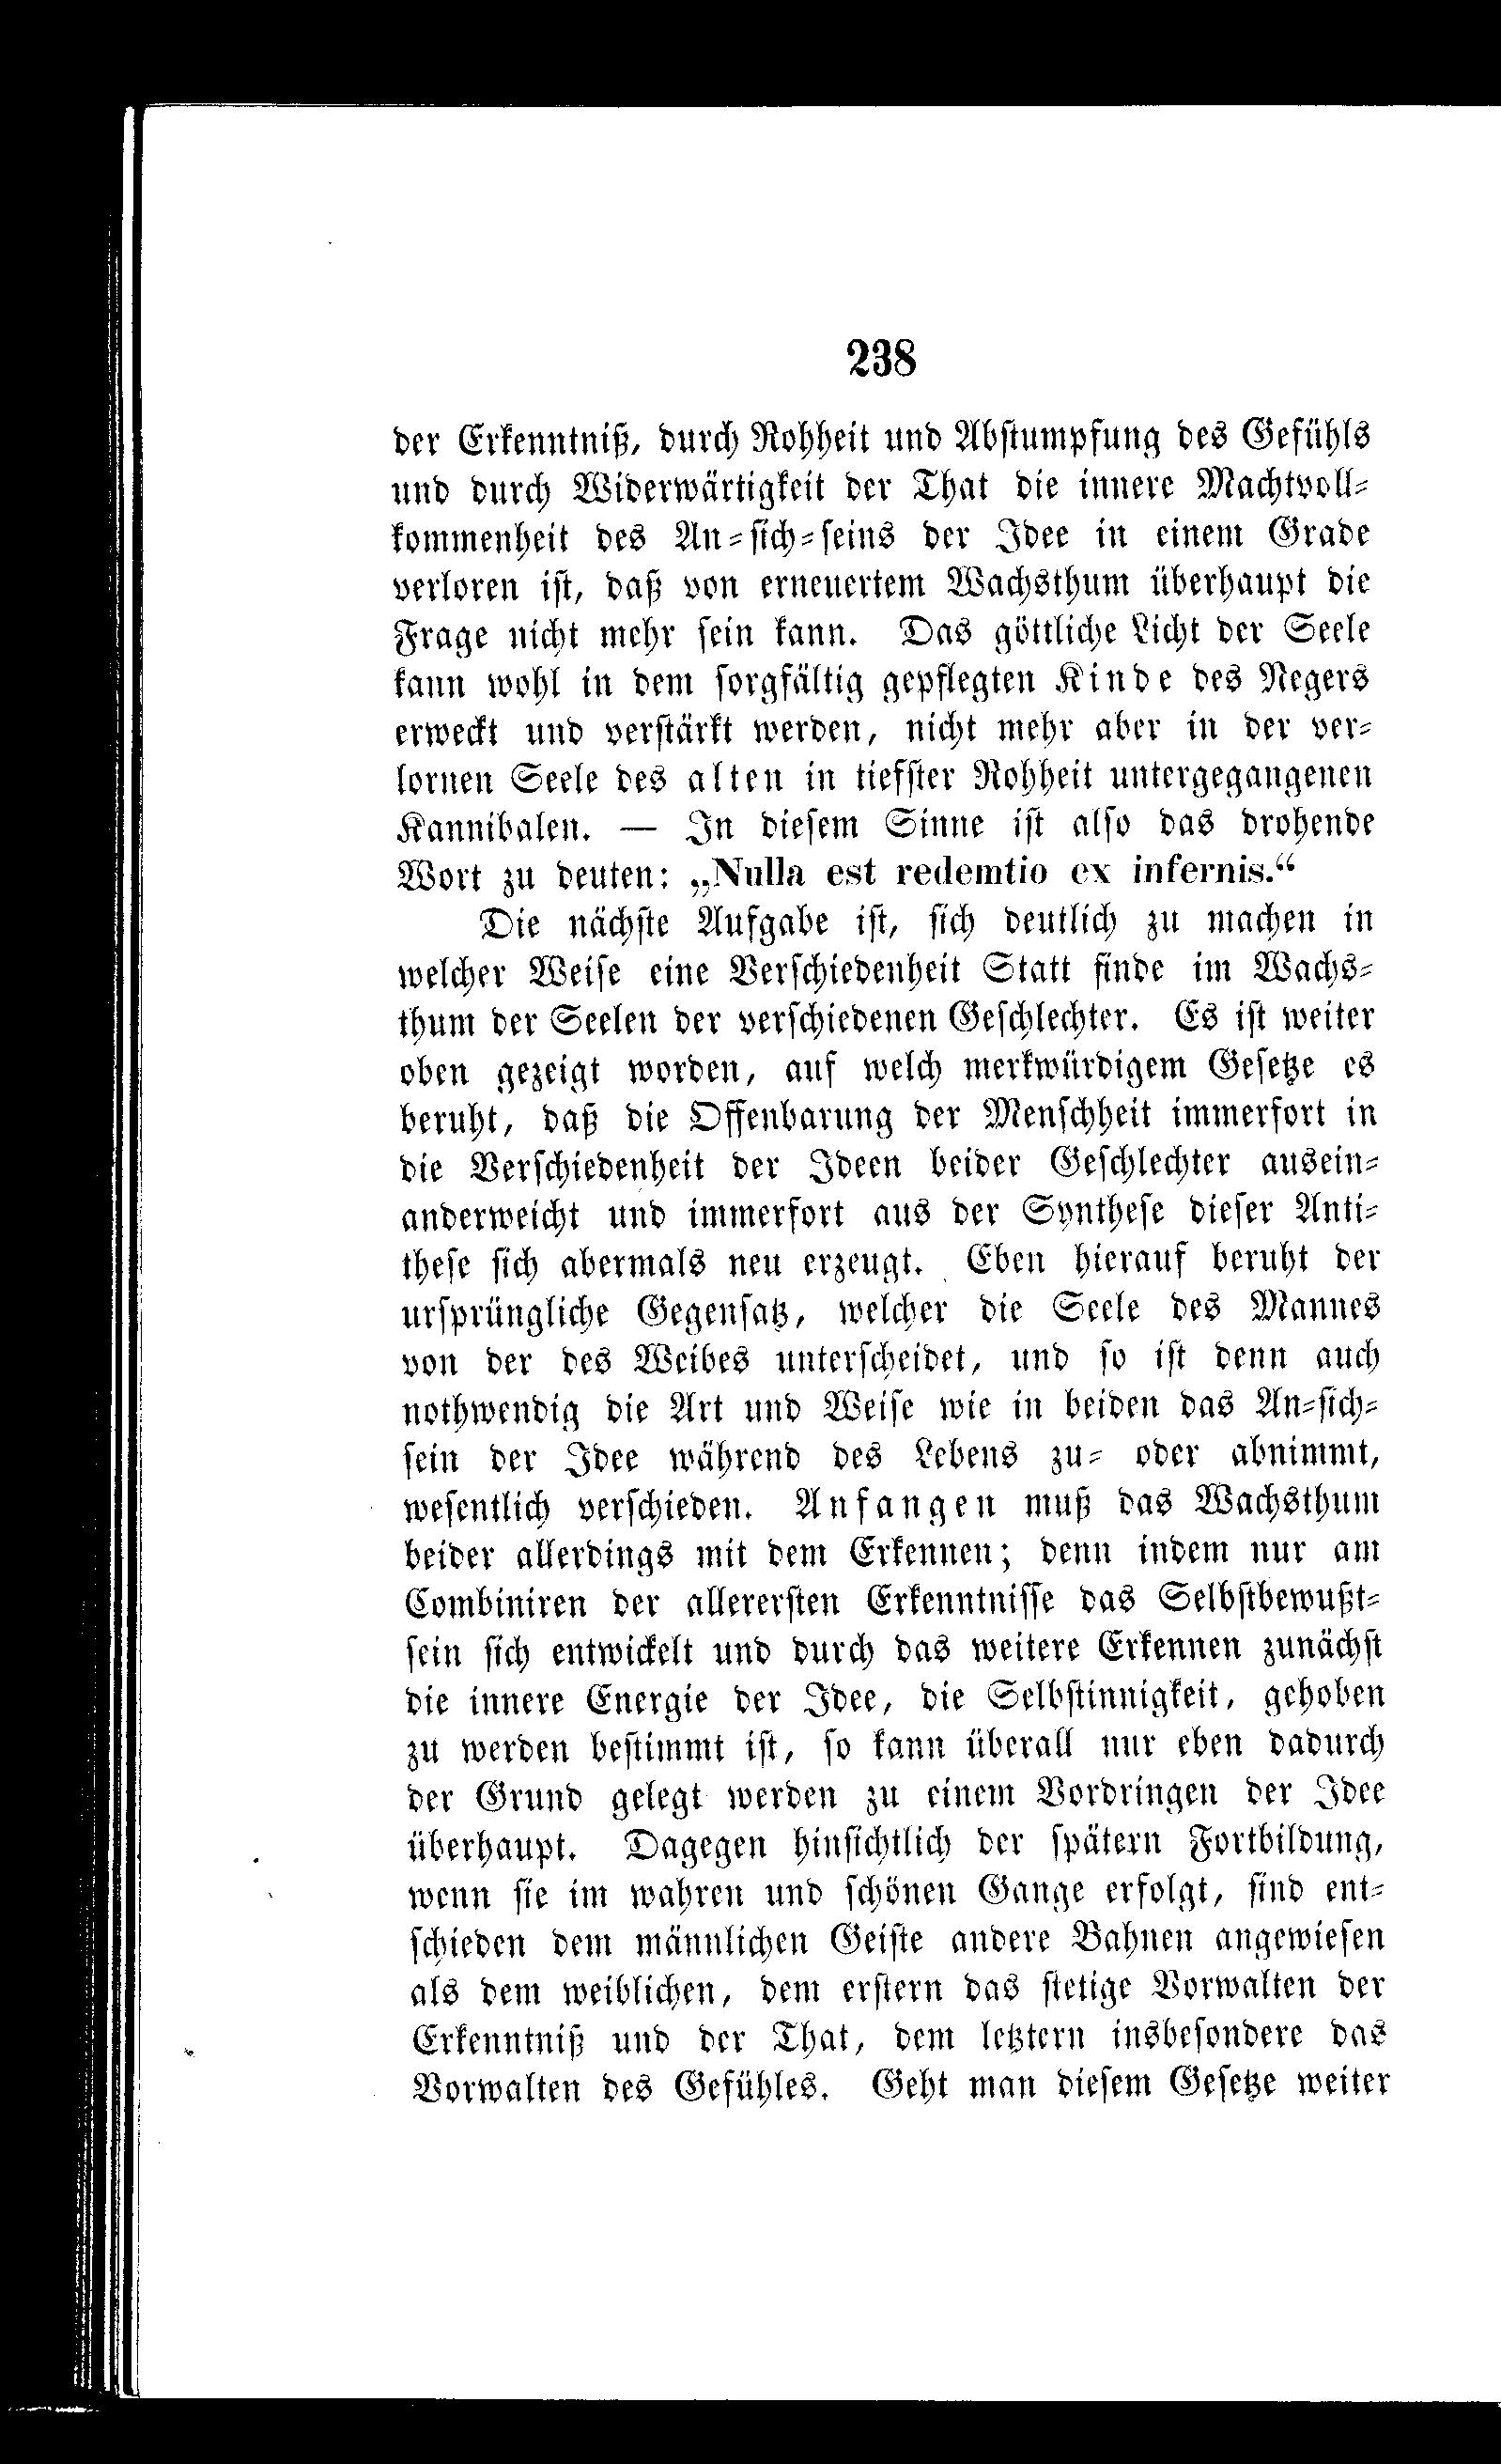 238
der Erkenntniß, durch Rohheit und Abstumpfung des Gefühls
und durch Widerwärtigkeit der That die innere Machtvoll-
kommenheit des An-sich-seins der Idee in einem Grade
verloren ist, daß von erneuertem Wachsthum überhaupt die
Frage nicht mehr sein kann. Das göttliche Licht der Seele
kann wohl in dem sorgfältig gepflegten Kinde des Negers
erweckt und verstärkt werden, nicht mehr aber in der ver-
lornen Seele des alten in tiefster Rohheit untergegangenen
Kannibalen. — In diesem Sinne ist also das drohende
Wort zu deuten: „Nulla est redemtio ex infernis.“
Die nächste Aufgabe ist, sich deutlich zu machen in
welcher Weise eine Verschiedenheit Statt finde im Wachs-
thum der Seelen der verschiedenen Geschlechter. Es ist weiter
oben gezeigt worden, auf welch merkwürdigem Gesetze es
beruht, daß die Offenbarung der Menschheit immerfort in
die Verschiedenheit der Ideen beider Geschlechter ausein-
anderweicht und immerfort aus der Synthese dieser Anti-
these sich abermals neu erzeugt. Eben hierauf beruht der
ursprüngliche Gegensatz, welcher die Seele des Mannes
von der des Weibes unterscheidet, und so ist denn auch
nothwendig die Art und Weise wie in beiden das An-sich-
sein der Idee während des Lebens zu- oder abnimmt,
wesentlich verschieden. Anfangen muß das Wachsthum
beider allerdings mit dem Erkennen; denn indem nur am
Combiniren der allerersten Erkenntnisse das Selbstbewußt-
sein sich entwickelt und durch das weitere Erkennen zunächst
die innere Energie der Idee, die Selbstinnigkeit, gehoben
zu werden bestimmt ist, so kann überall nur eben dadurch
der Grund gelegt werden zu einem Vordringen der Idee
überhaupt. Dagegen hinsichtlich der spätern Fortbildung,
wenn sie im wahren und schönen Gange erfolgt, sind ent-
schieden dem männlichen Geiste andere Bahnen angewiesen
als dem weiblichen, dem erstern das stetige Vorwalten der
Erkenntniß und der That, dem letztern insbesondere das
Vorwalten des Gefühles. Geht man diesem Gesetze weiter